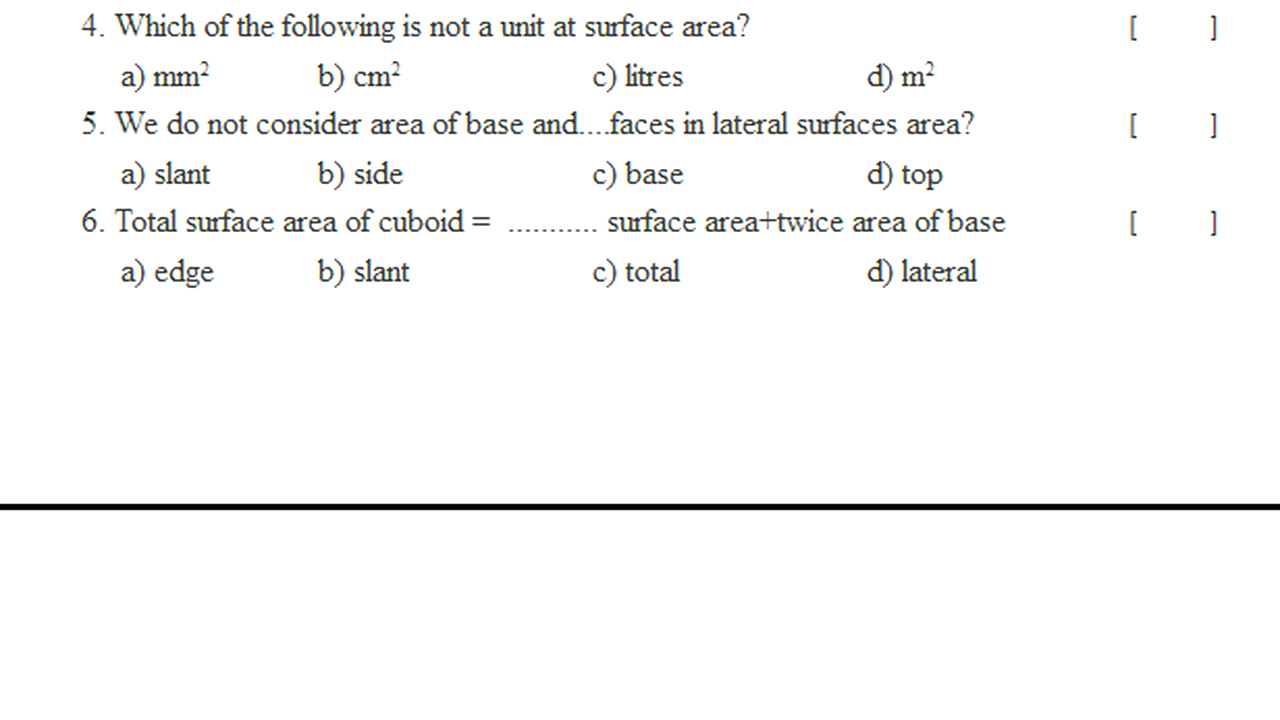 4. Which of the following is not a unit at surface area? [ ]
a) mm² b) cm² c) litres d) m²
5. We do not consider area of base and....faces in lateral surfaces area? [ ]
a) slant b) side c) base d) top
6. Total surface area of cuboid = ........... surface area+twice area of base [ ]
a) edge b) slant c) total d) lateral